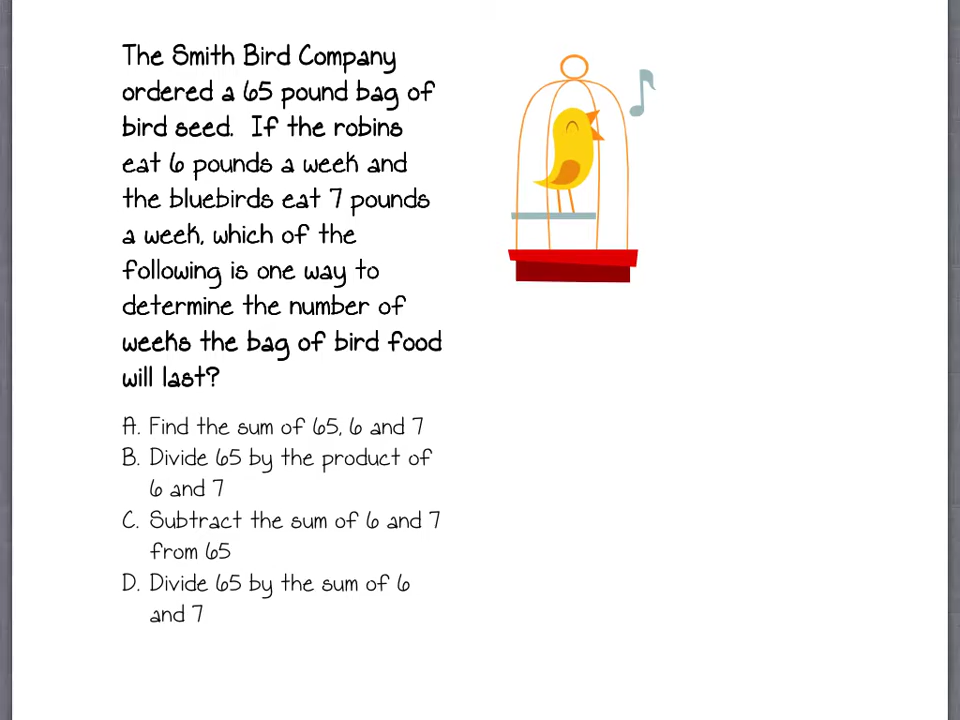 The Smith Bird Company
ordered a 65 pound bag of
bird seed.  If the robins
eat 6 pounds a week and
the bluebirds eat 7 pounds
a week, which of the
following is one way to
determine the number of
weeks the bag of bird food
will last?
A. Find the sum of 65, 6 and 7
B. Divide 65 by the product of
6 and 7
C. Subtract the sum of 6 and 7
from 65
D. Divide 65 by the sum of 6
and 7